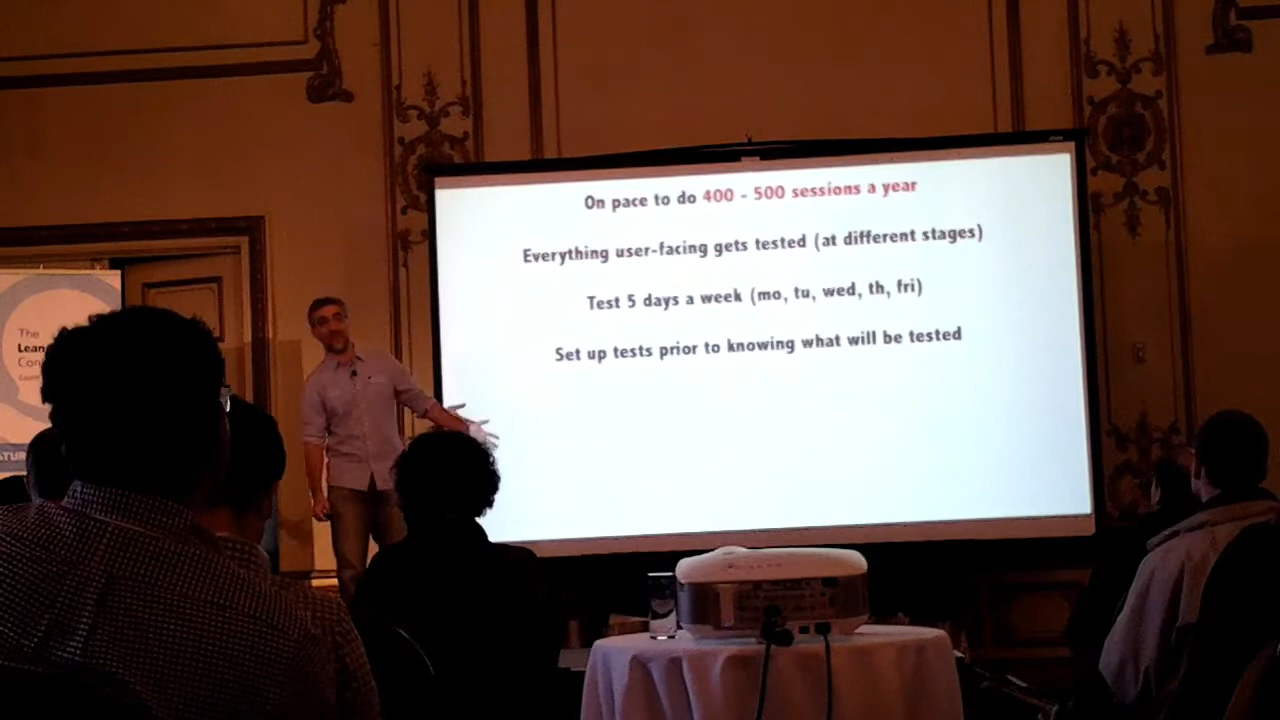 On pace to do 400 - 500 sessions a year
Everything user-facing gets tested (at different stages)
Test 5 days a week (mo, tu, wed, th, fri)
Set up tests prior to knowing what will be tested
The
Lean
Con